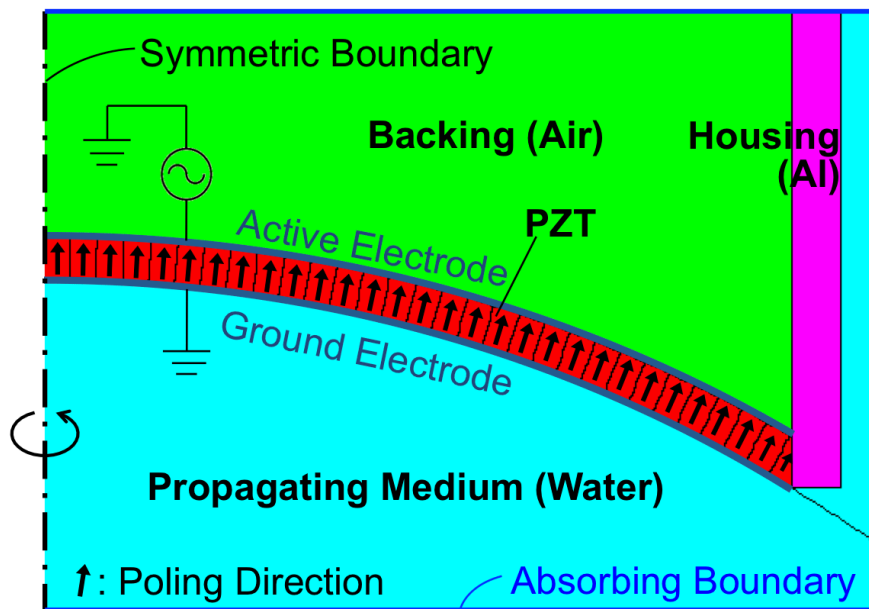 Symmetric Boundary
Backing (Air)
Housing
(Al)
PZT
Active Electrode
Ground Electrode
Propagating Medium (Water)
: Poling Direction
Absorbing Boundary